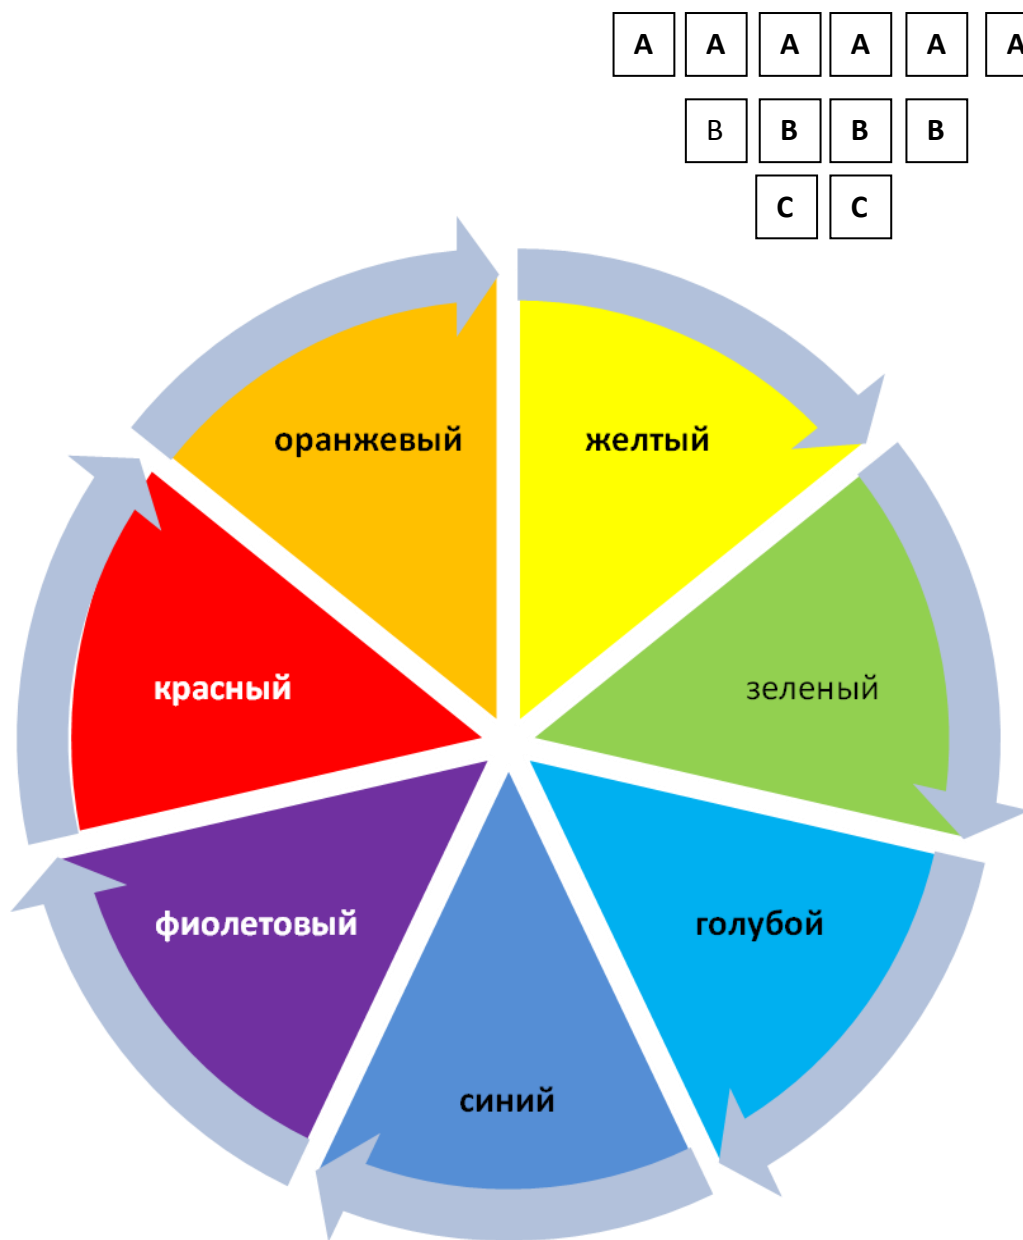 A A A A A A
B B B B
C C
оранжевый желтый
красный зеленый
фиолетовый голубой
синий